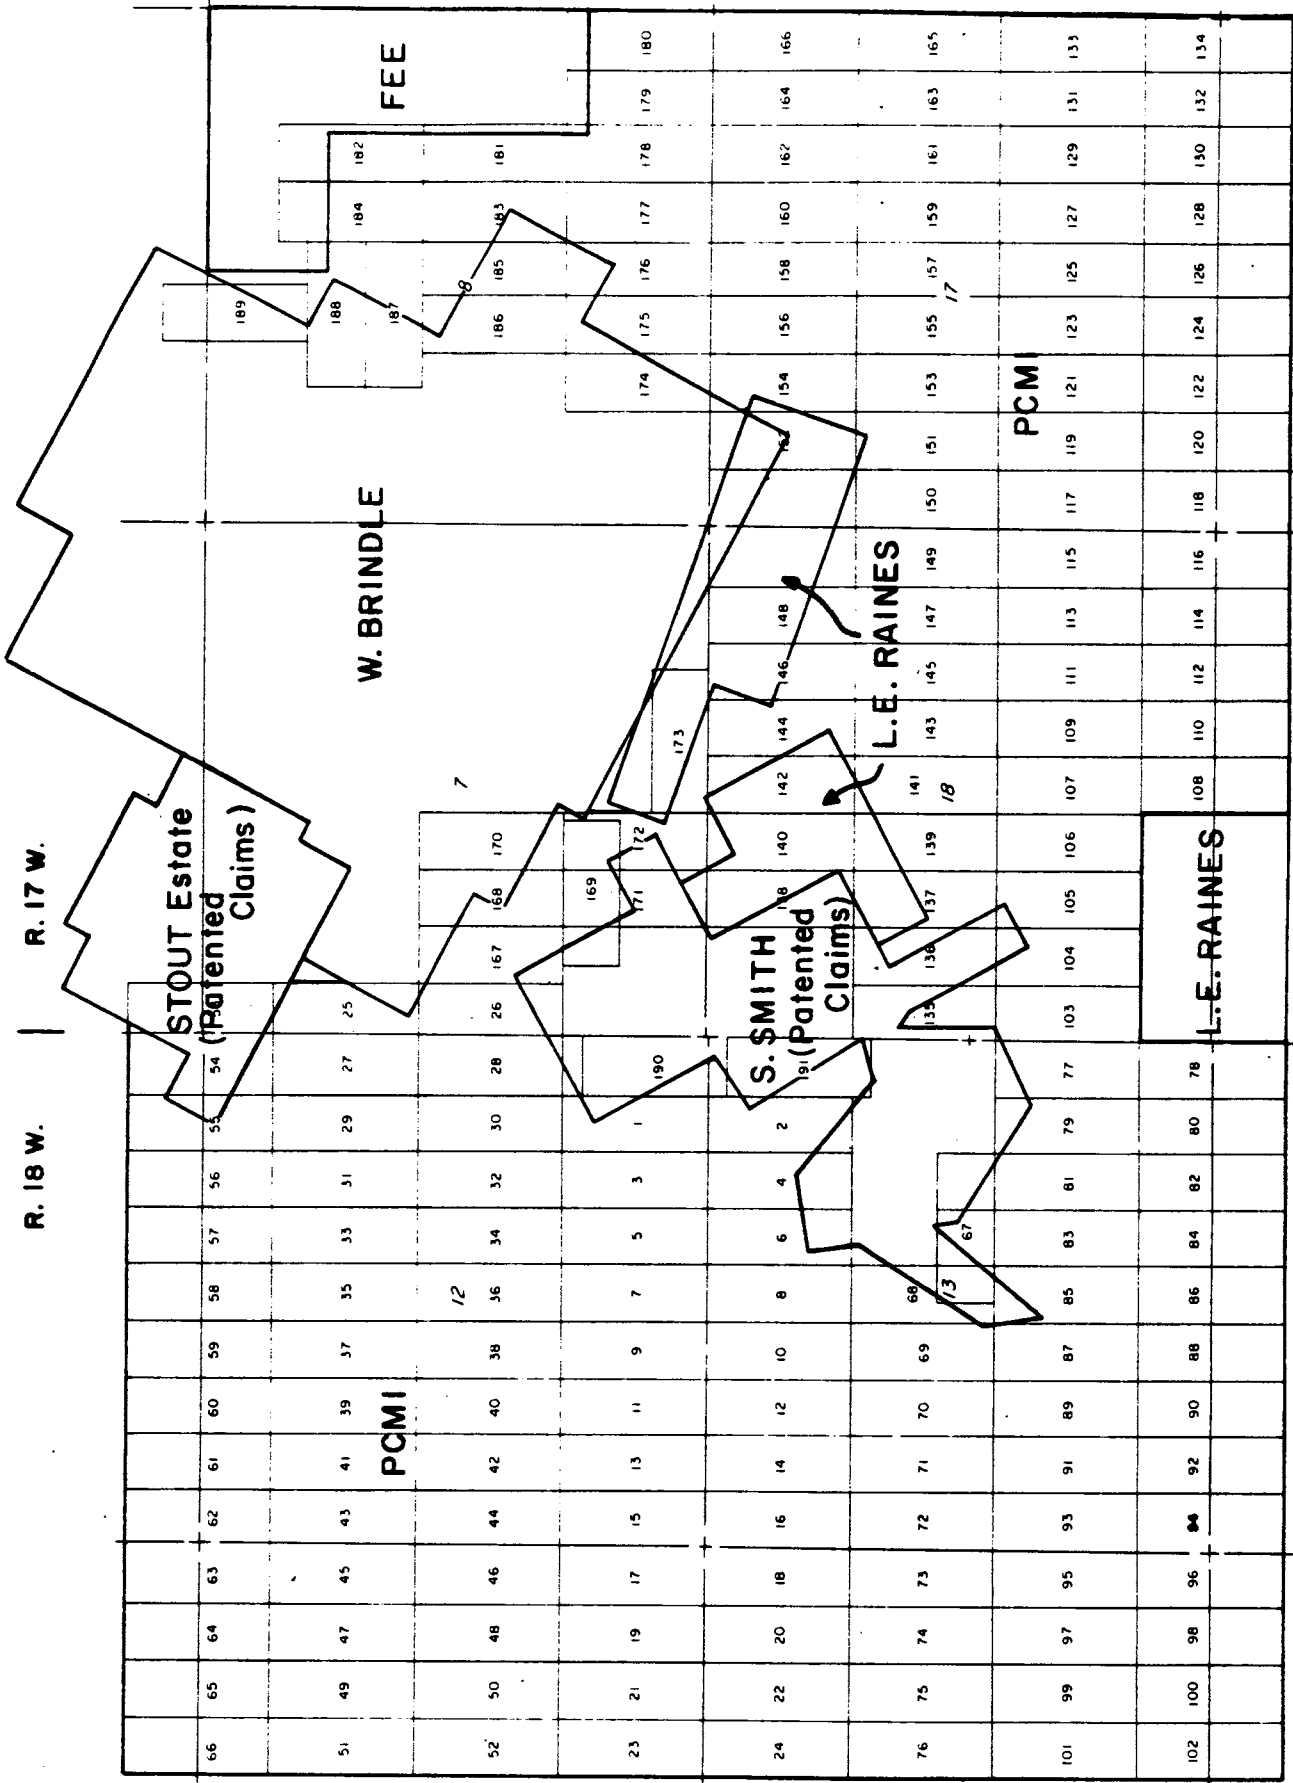 R. 18 W. | R. 17 W.
STOUT Estate
(Patented
Claims)
W. BRINDLE
FEE
66 65 64 63 62 61 60 59 58 57 56 55 54 189
51 49 47 45 43 41 39 37 35 33 31 29 27 25 188 187 184 182
PCMI
12 7 8
52 50 48 46 44 42 40 38 36 34 32 30 28 26 167 168 170 186 185 183 181
23 21 19 17 15 13 11 9 7 5 3 1 190 171 169 172 173 174 175 176 177 178 179 180
S. SMITH
(Patented
Claims)
24 22 20 18 16 14 12 10 8 6 4 2 191 138 140 142 144 146 148 152 154 156 158 160 162 164 166
L.E. RAINES
76 75 74 73 72 71 70 69 68 67 135 136 137 139 141 143 145 147 149 150 151 153 155 157 159 161 163 165
13 18 17
PCMI
101 99 97 95 93 91 89 87 85 83 81 79 77 103 104 105 106 107 109 111 113 115 117 119 121 123 125 127 129 131 133
102 100 98 96 94 92 90 88 86 84 82 80 78 108 110 112 114 116 118 120 122 124 126 128 130 132 134
L.E. RAINES